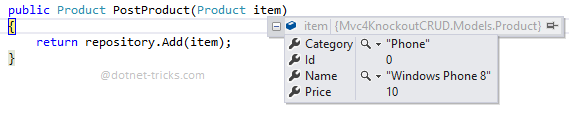 public Product PostProduct(Product item)
{
item {Mvc4KnockoutCRUD.Models.Product}
return repository.Add(item);
Category "Phone"
}
Id 0
Name "Windows Phone 8"
Price 10
@dotnet-tricks.com